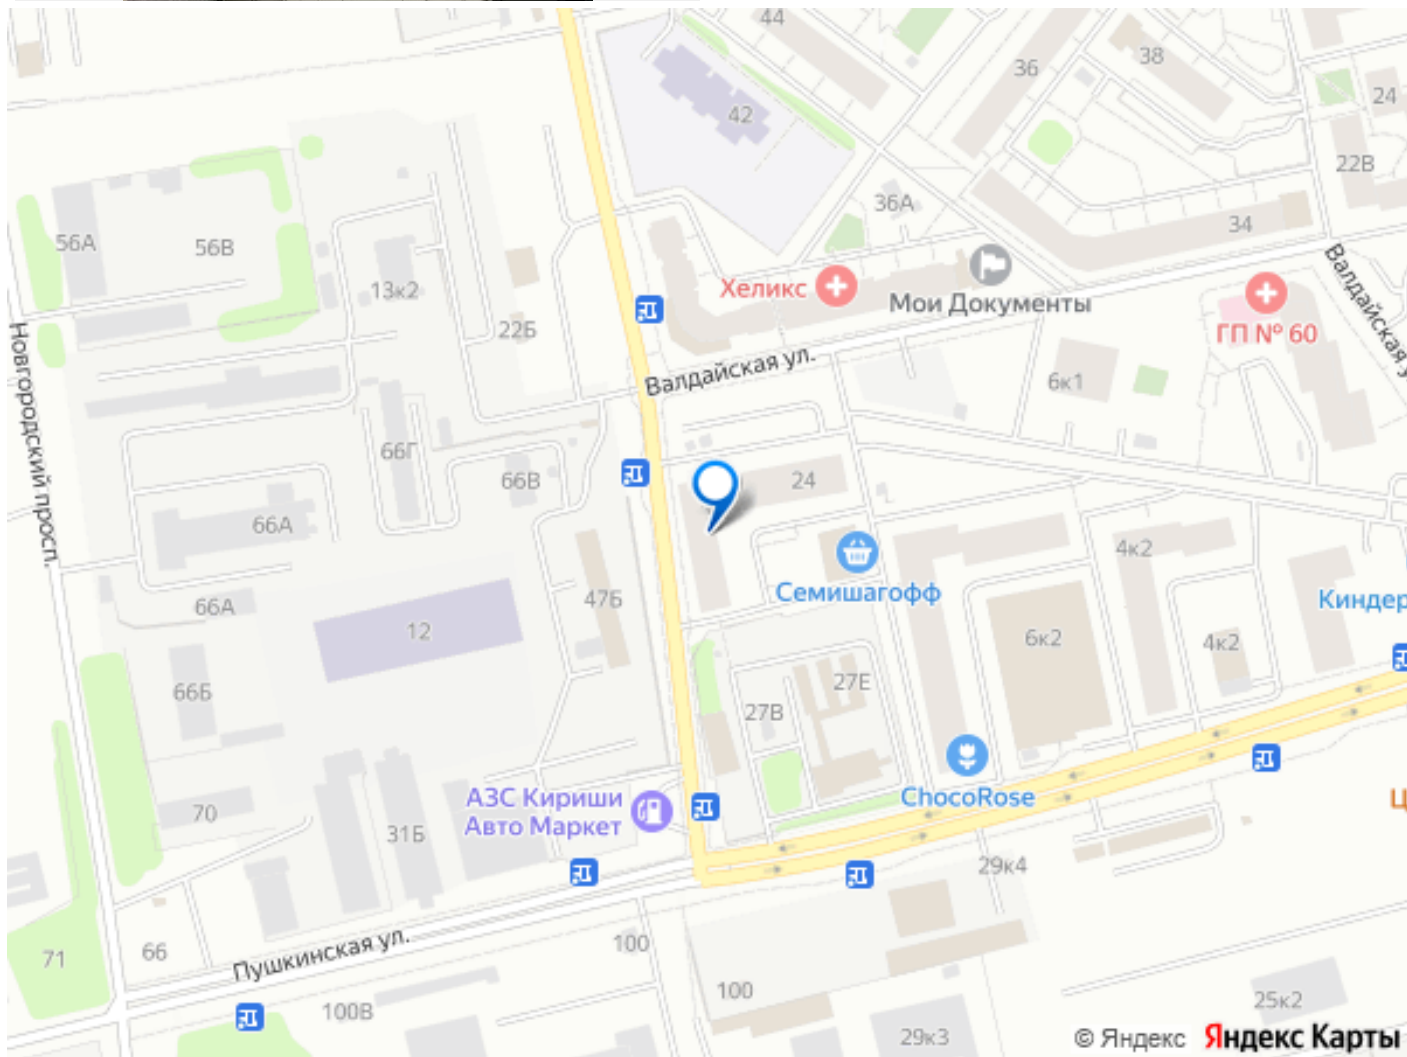 44
38
36
24
42
22В
36А
34
56А
56В
13к2
Хеликс
Мои Документы
ГП № 60
Валдайская у
22Б
Валдайская ул.
6к1
Новгородский просп.
66Г
66В
24
66А
4к2
Семишагофф
Киндер
66А
47Б
12
6к2
4к2
66Б
27Е
27В
АЗС Кириши
Авто Маркет
ChocoRose
Ц
70
31Б
29к4
66
71
Пушкинская ул.
100
100
100В
25к2
29к3
© Яндекс Яндекс Карты